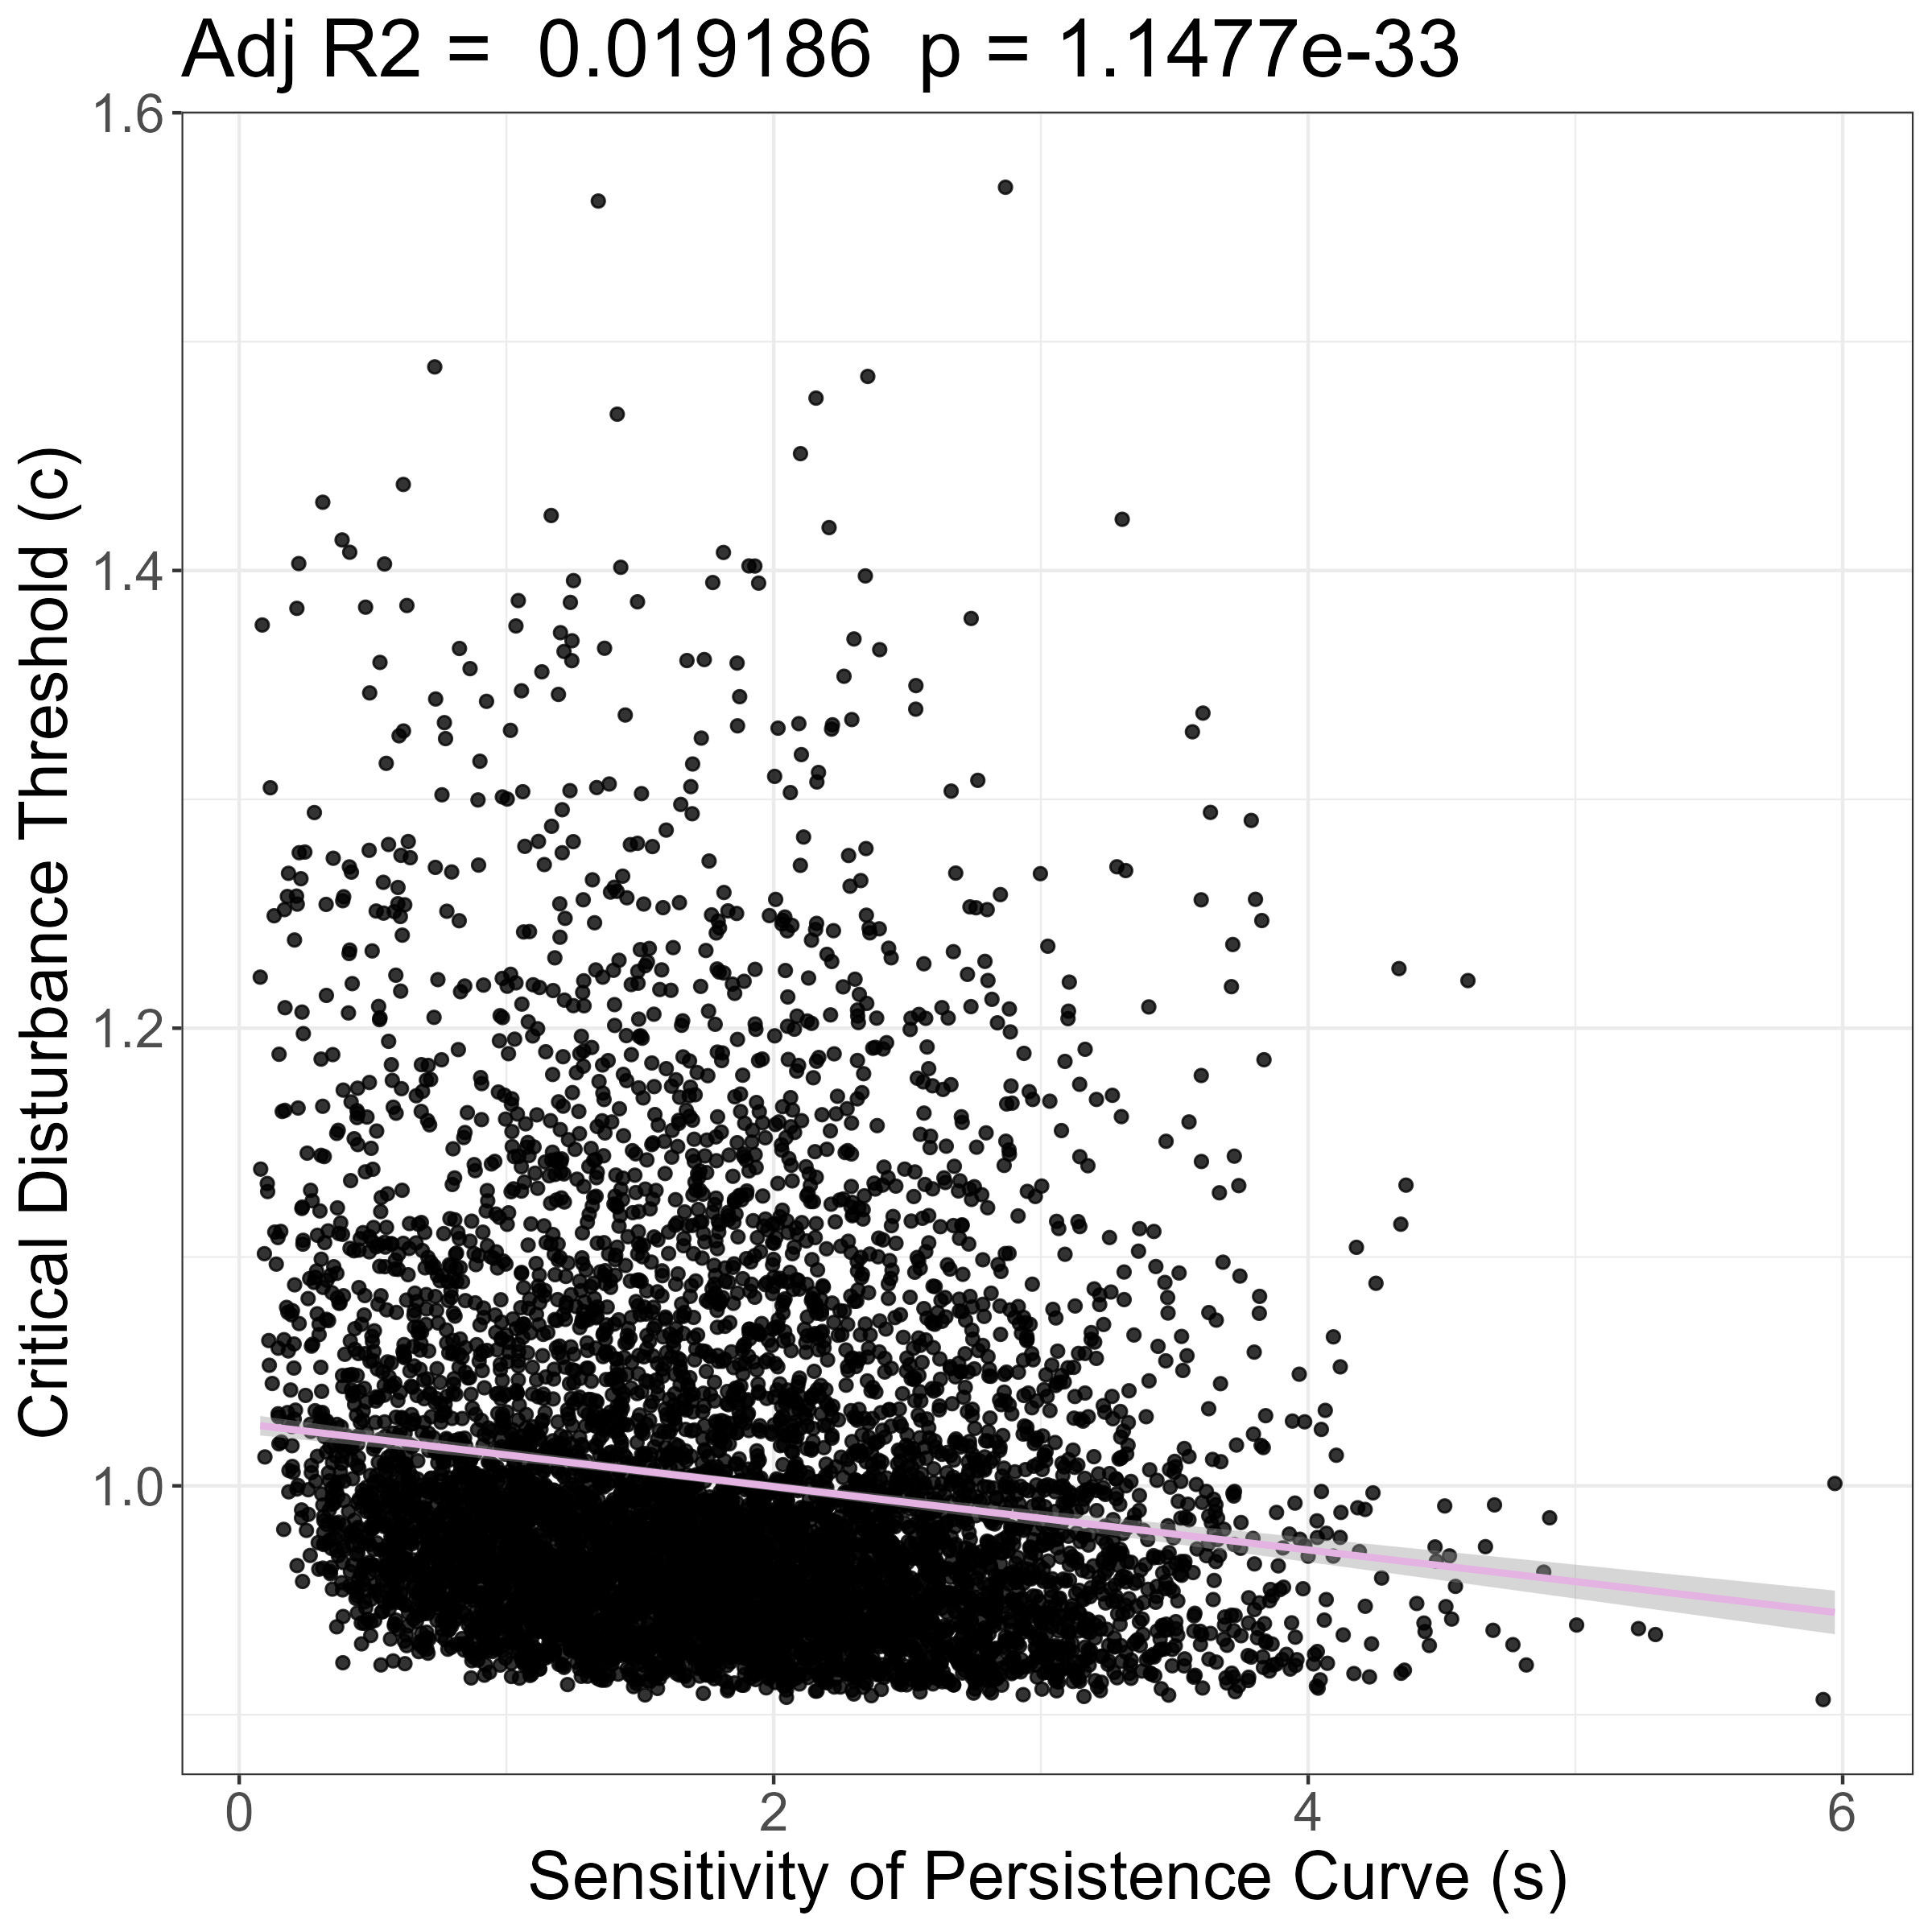 Adj R2 =  0.019186  p = 1.1477e-33
1.6
1.4
1.2
1.0
Critical Disturbance Threshold (c)
0 2 4 6
Sensitivity of Persistence Curve (s)